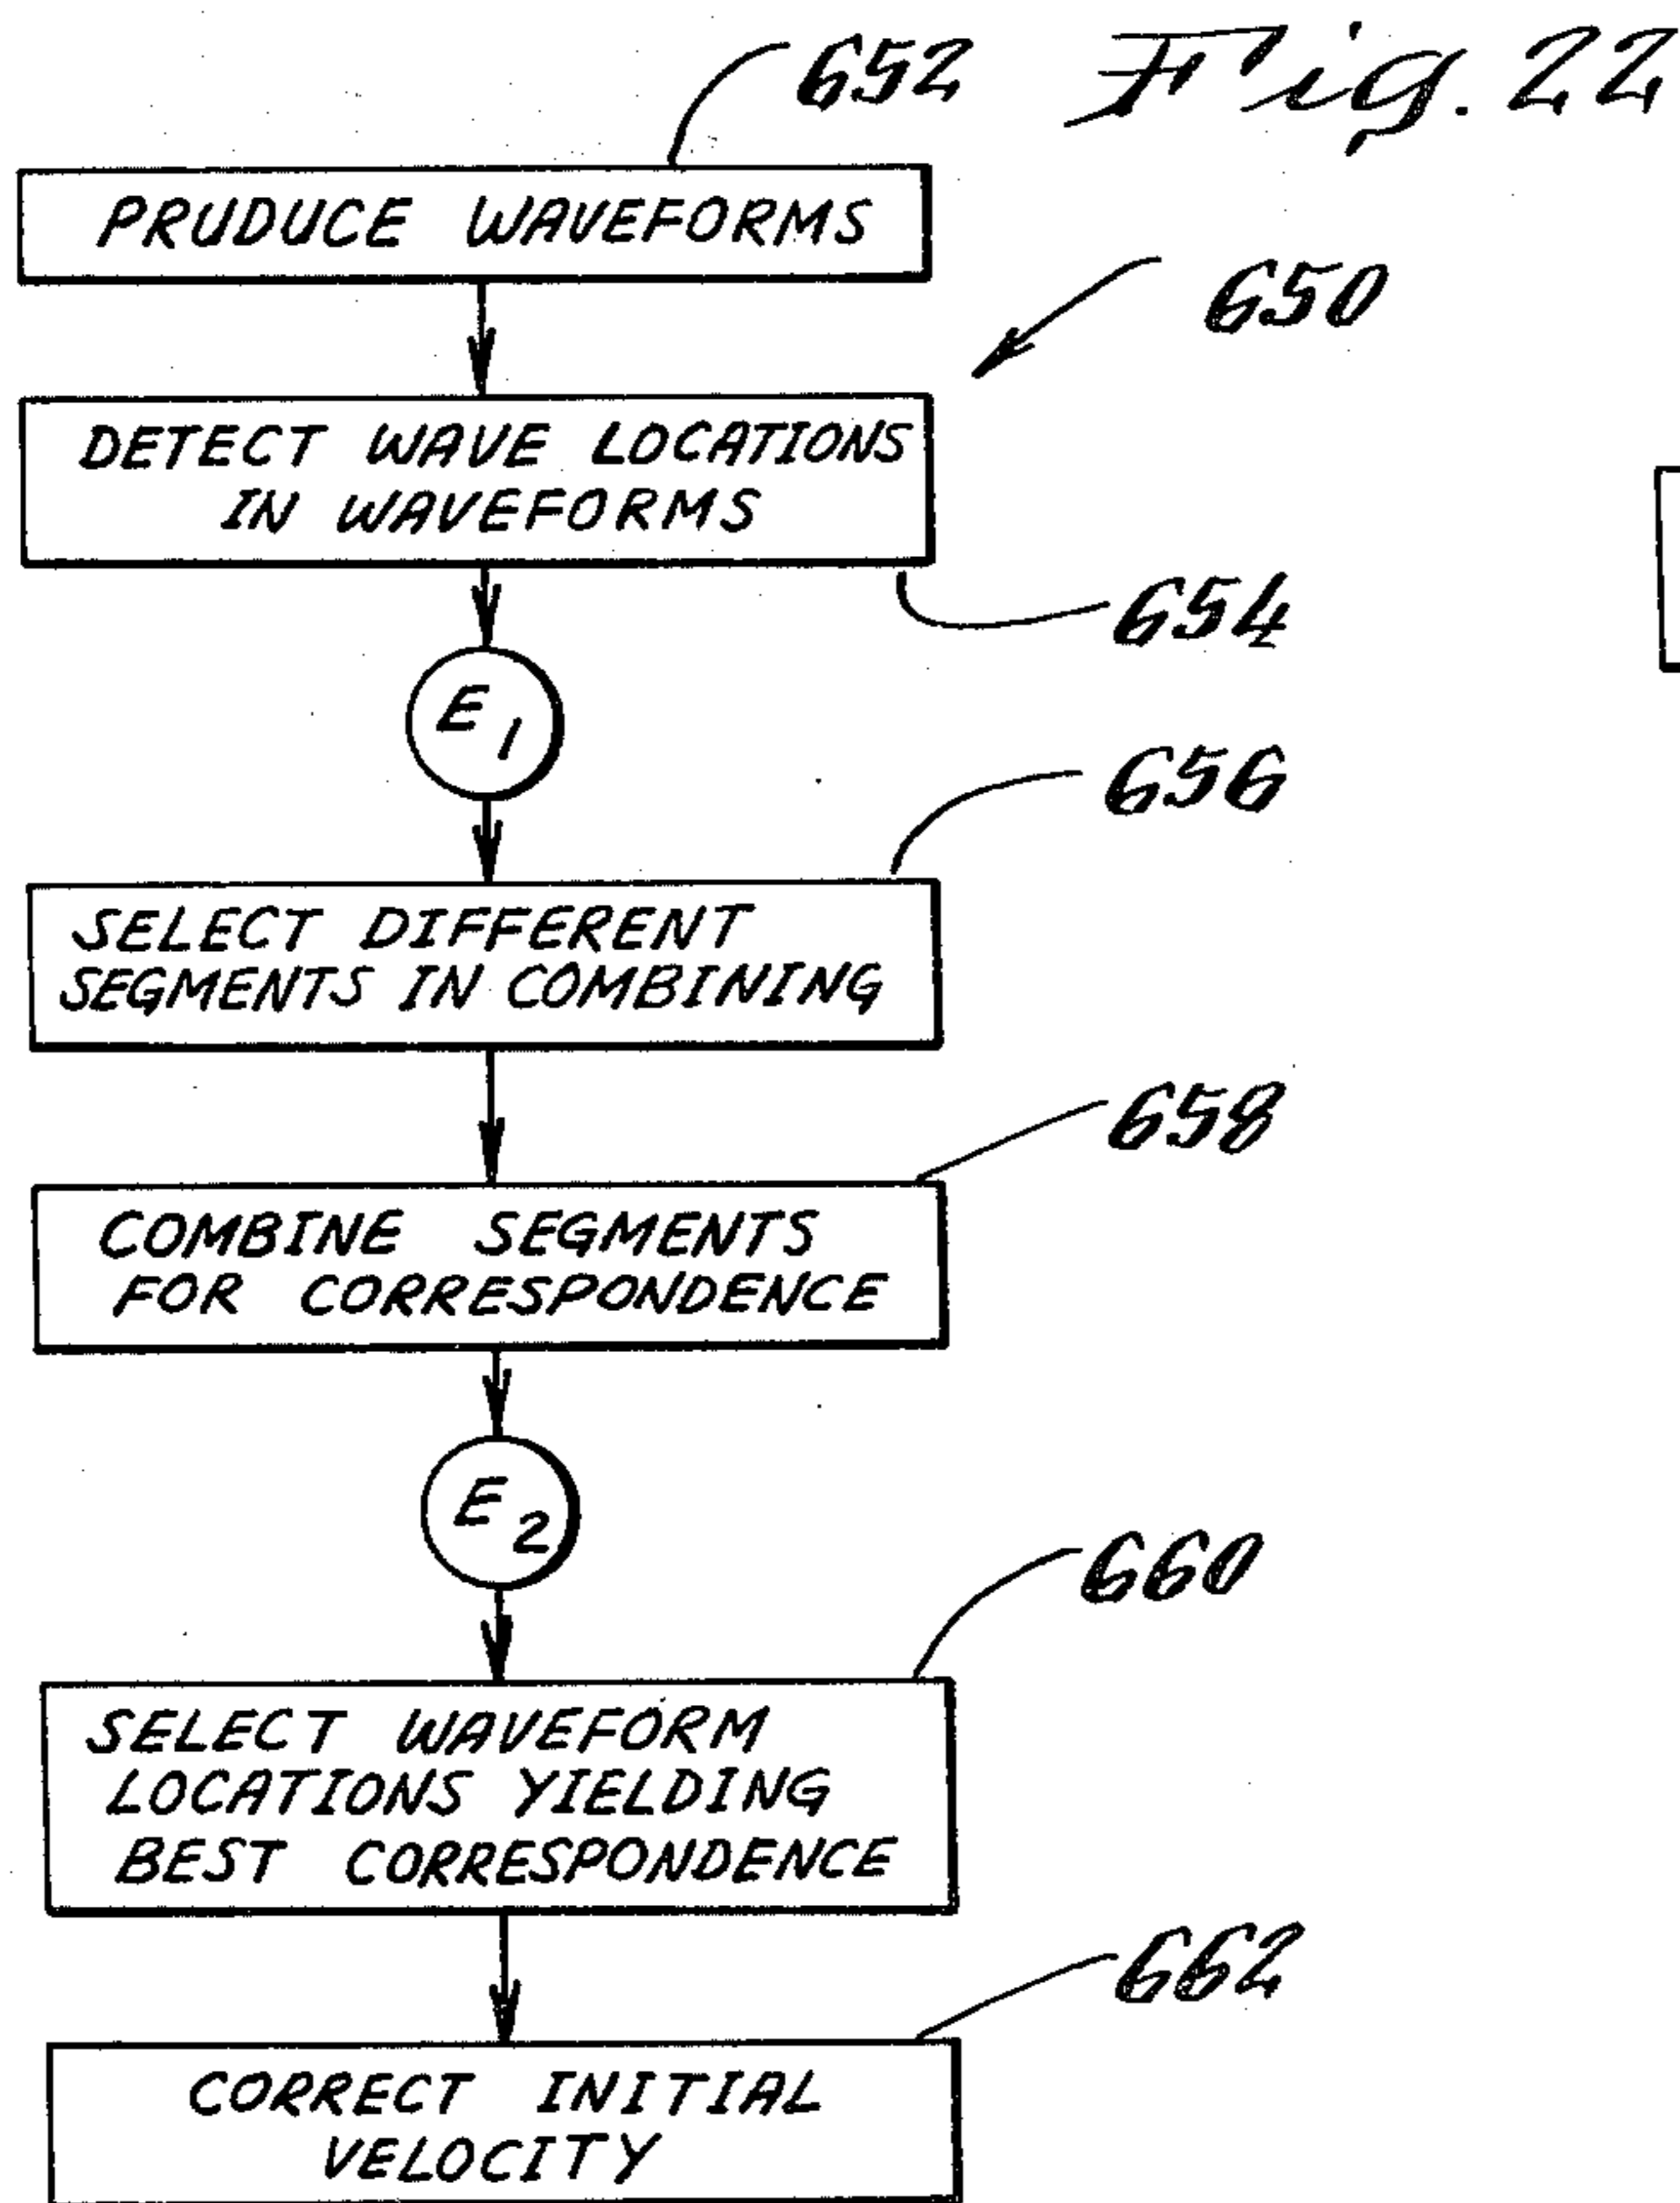 652 Fig. 22
PRUDUCE WAVEFORMS
650
DETECT WAVE LOCATIONS
IN WAVEFORMS
654
E1
656
SELECT DIFFERENT
SEGMENTS IN COMBINING
658
COMBINE SEGMENTS
FOR CORRESPONDENCE
E2
660
SELECT WAVEFORM
LOCATIONS YIELDING
BEST CORRESPONDENCE
662
CORRECT INITIAL
VELOCITY